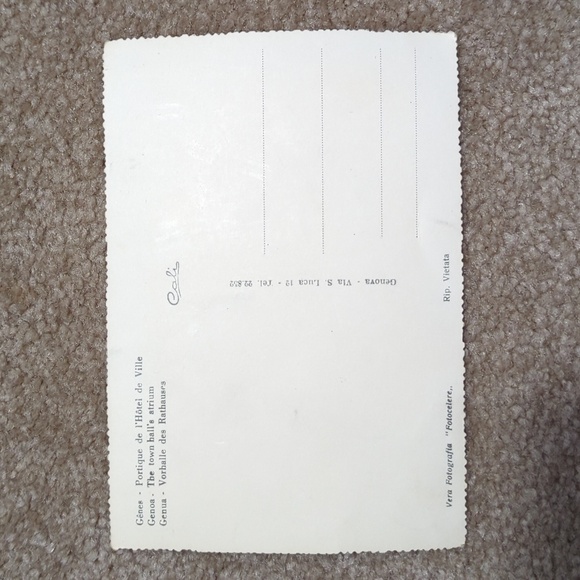 Gênes - Portique de l'Hôtel de Ville
Genoa - The town hall's atrium
Genua - Vorhalle des Rathauses
Cali
Genova - Via S. Luca 12 - Tel. 22.852
Rip. Vietata
Vera Fotografia "Fotocelere„